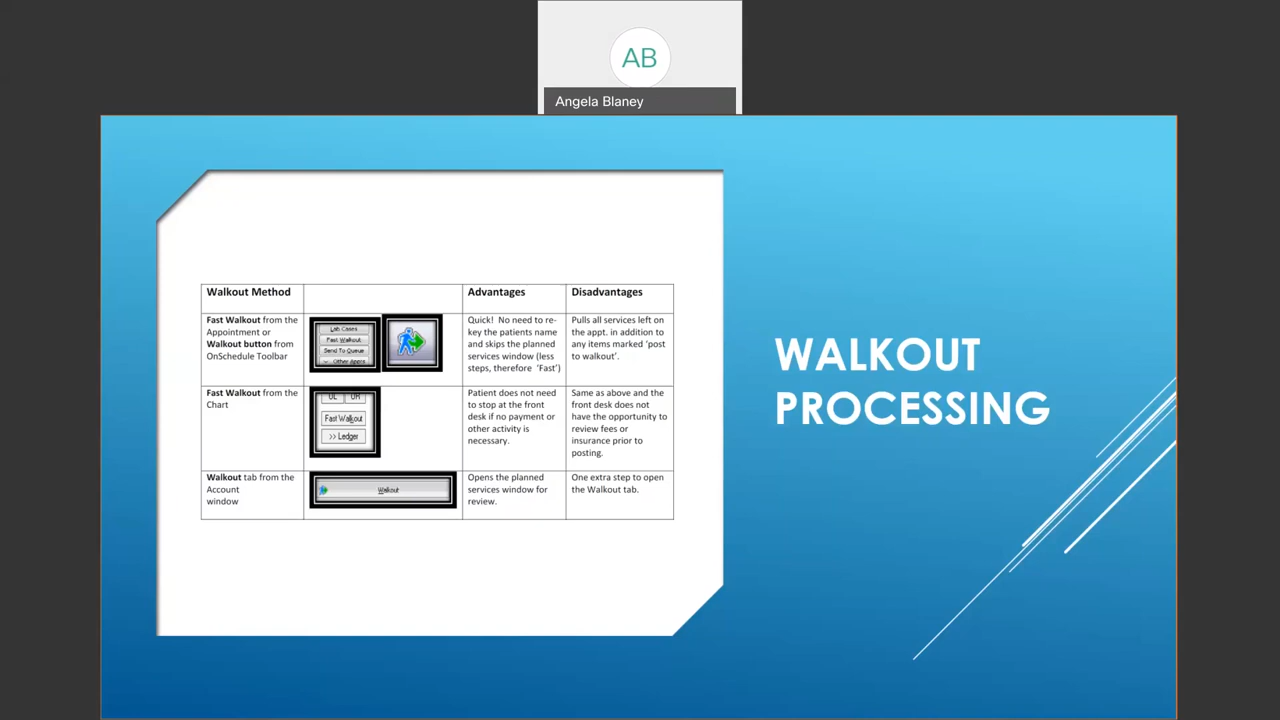 AB
Angela Blaney
Walkout Method
Advantages
Disadvantages
Fast Walkout from the
Appointment or
Walkout button from
OnSchedule Toolbar
Lab Cases
Fast Walkout
Send To Queue
Other Appts
Quick! No need to re-
key the patients name
and skips the planned
services window (less
steps, therefore 'Fast')
Pulls all services left on
the appt. in addition to
any items marked 'post
to walkout'.
Fast Walkout from the
Chart
UL UR
Fast Walkout
>> Ledger
Patient does not need
to stop at the front
desk if no payment or
other activity is
necessary.
Same as above and the
front desk does not
have the opportunity to
review fees or
insurance prior to
posting.
Walkout tab from the
Account
window
Walkout
Opens the planned
services window for
review.
One extra step to open
the Walkout tab.
WALKOUT
PROCESSING